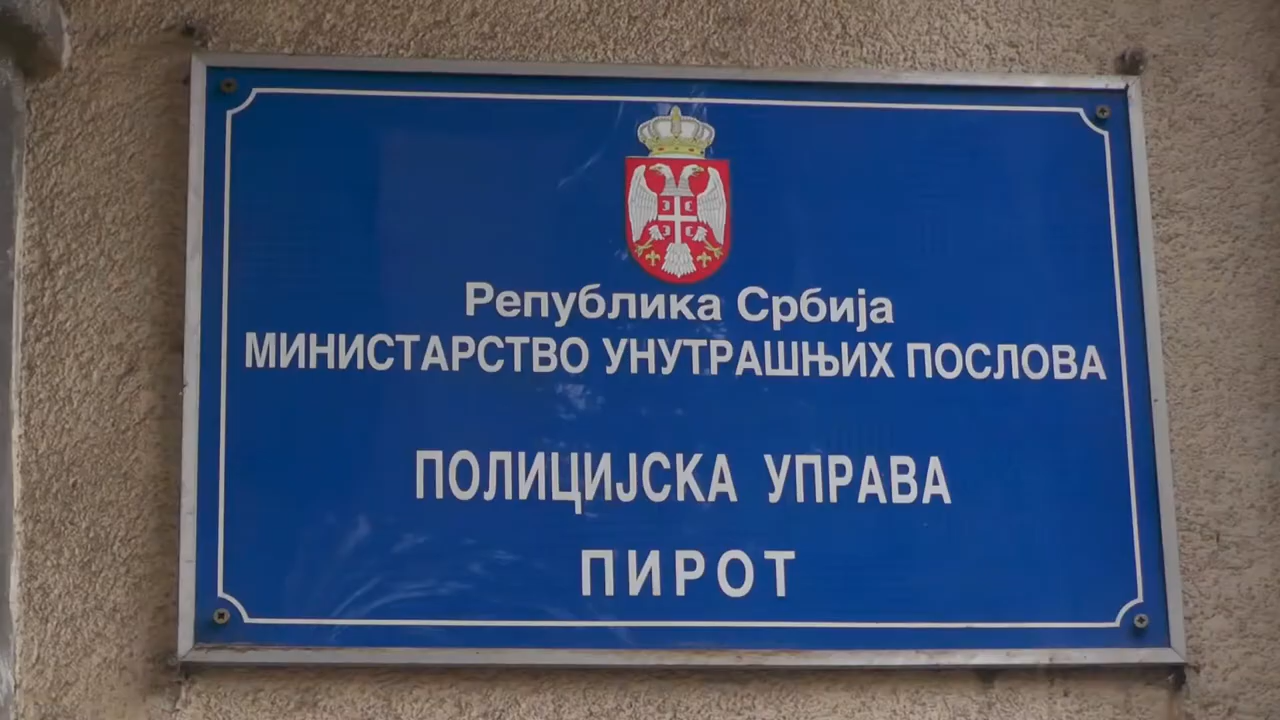 Република Србија
МИНИСТАРСТВО УНУТРАШЊИХ ПОСЛОВА
ПОЛИЦИЈСКА УПРАВА
ПИРОТ